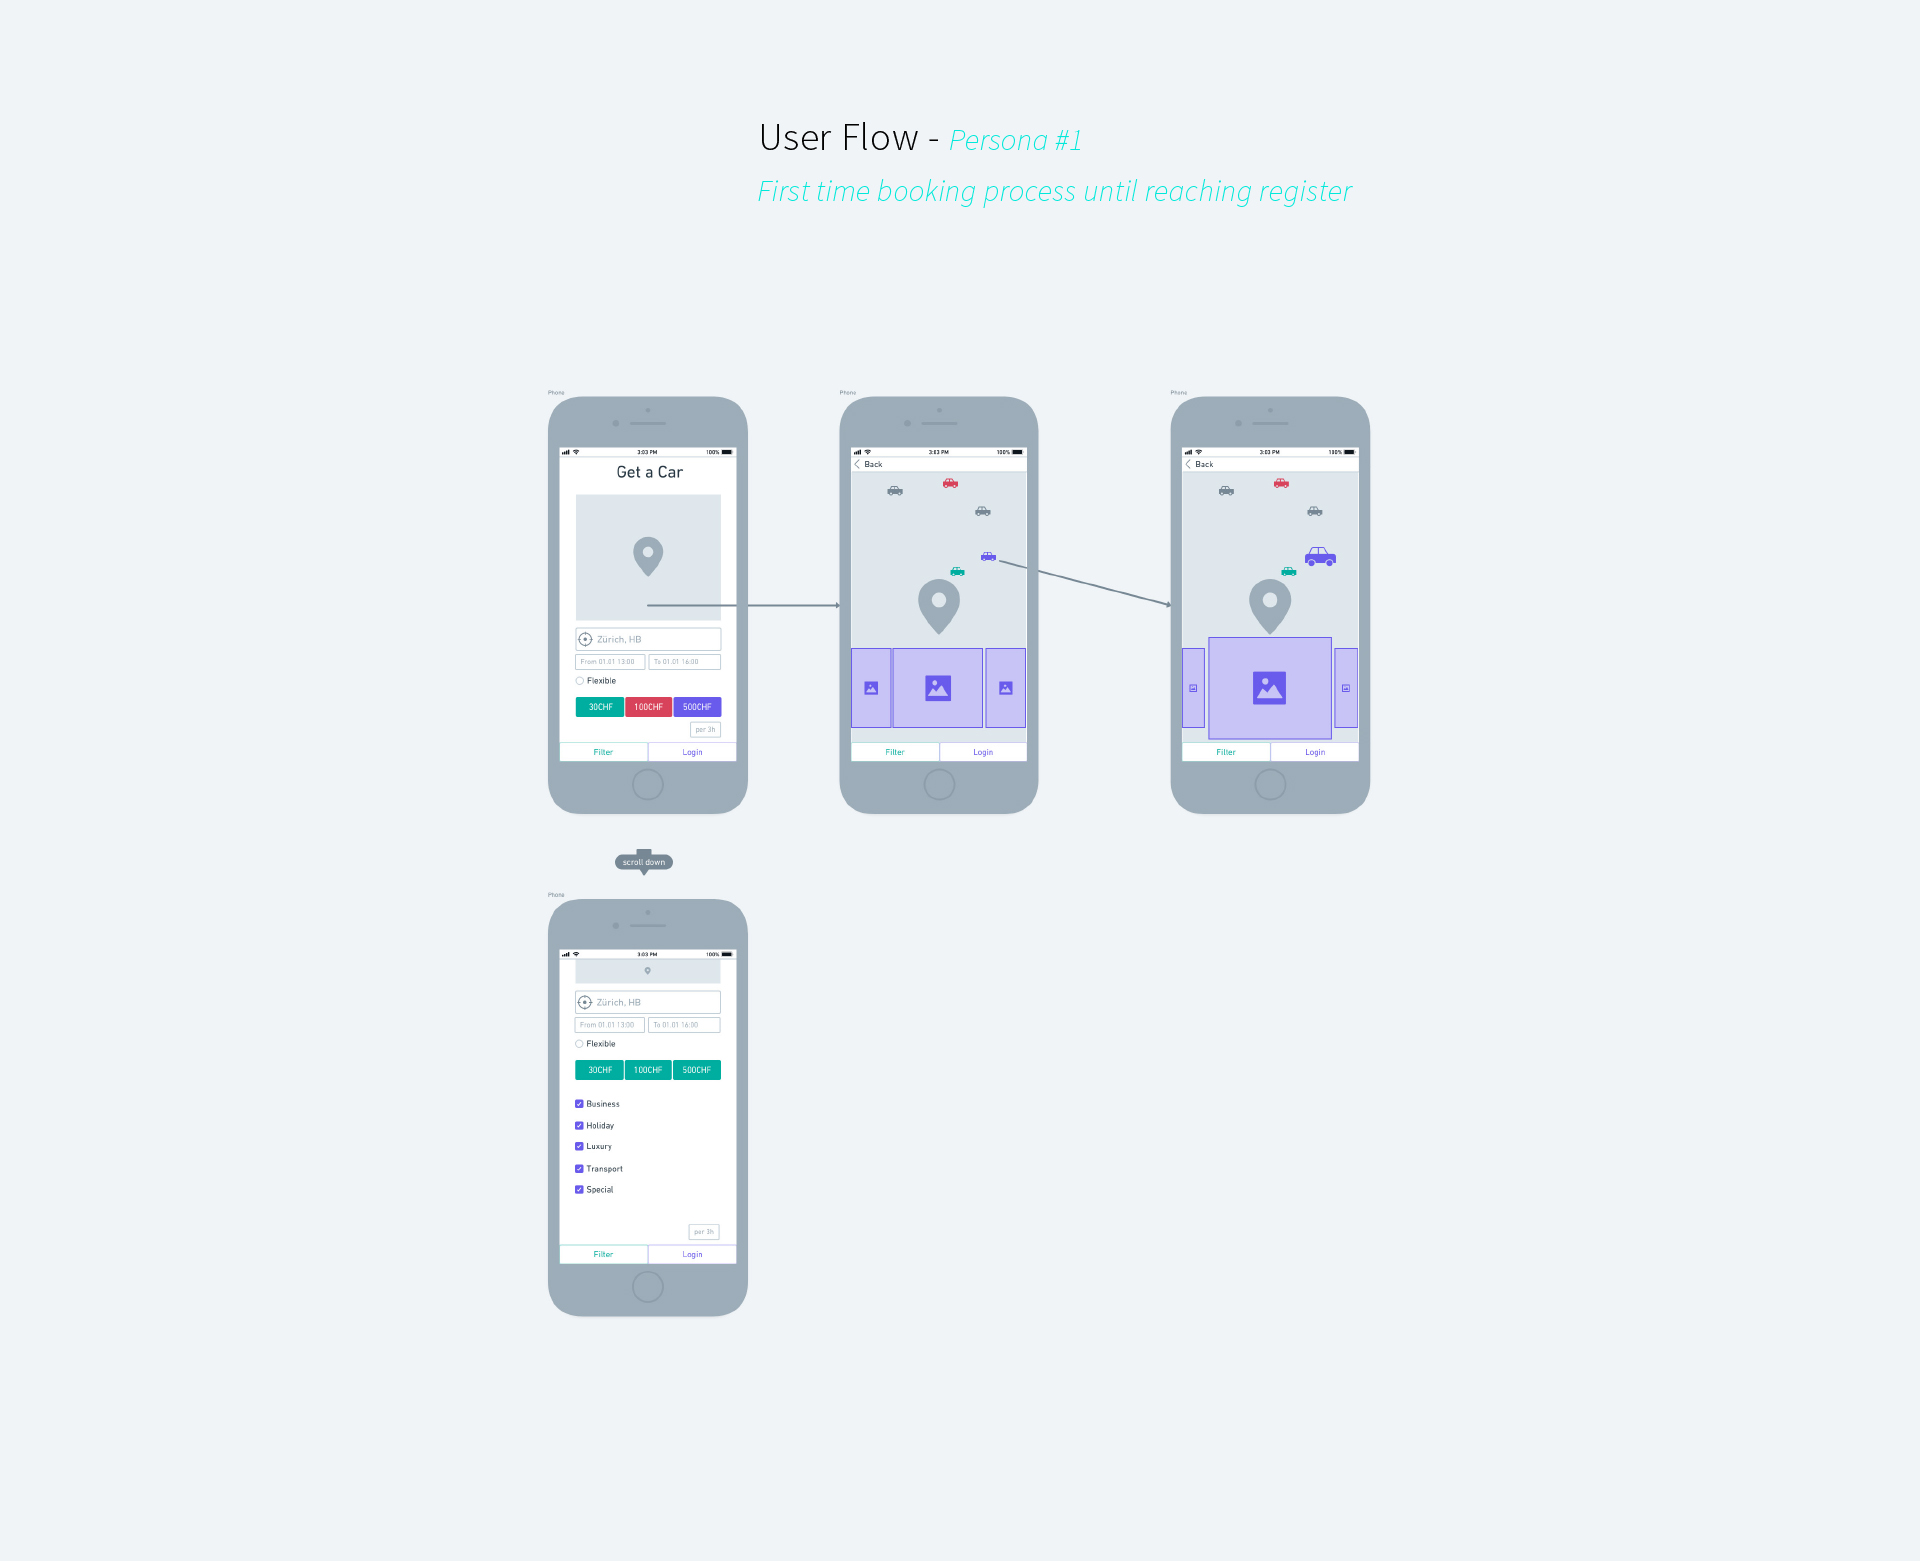 User Flow - Persona #1
First time booking process until reaching register
Phone
3:03 PM
100%
Get a Car
Zürich, HB
From 01.01 13:00
To 01.01 16:00
Flexible
30CHF
100CHF
500CHF
per 3h
Filter
Login
Phone
3:03 PM
100%
Back
Filter
Login
Phone
3:03 PM
100%
Back
Filter
Login
scroll down
Phone
3:03 PM
100%
Zürich, HB
From 01.01 13:00
To 01.01 16:00
Flexible
30CHF
100CHF
500CHF
Business
Holiday
Luxury
Transport
Special
per 3h
Filter
Login